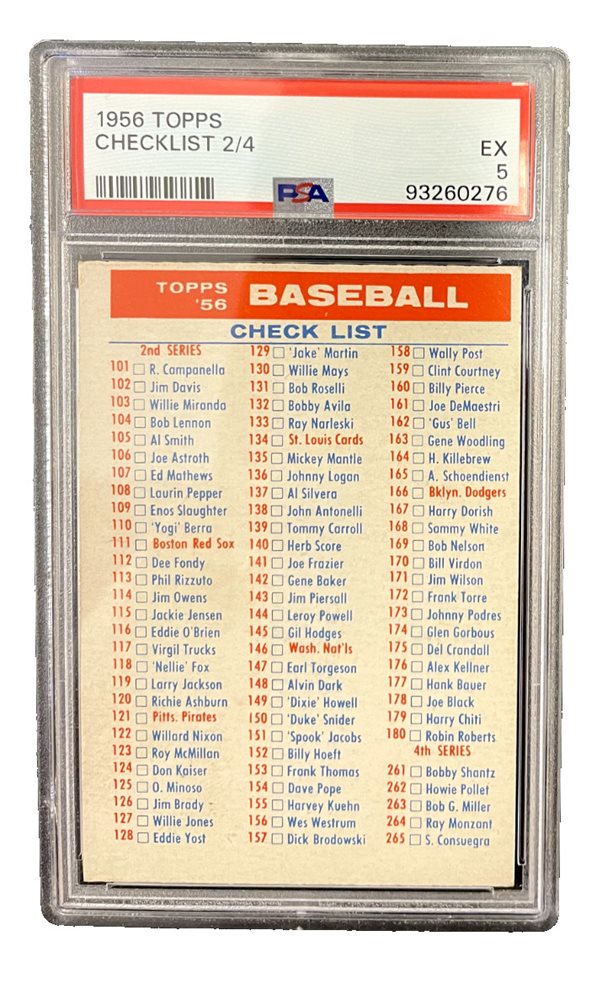 1956 TOPPS
CHECKLIST 2/4
EX
5
PSA
93260276
TOPPS
'56
BASEBALL
CHECK LIST
2nd SERIES
101 R. Campanella
102 Jim Davis
103 Willie Miranda
104 Bob Lennon
105 Al Smith
106 Joe Astroth
107 Ed Mathews
108 Laurin Pepper
109 Enos Slaughter
110 'Yogi' Berra
111 Boston Red Sox
112 Dee Fondy
113 Phil Rizzuto
114 Jim Owens
115 Jackie Jensen
116 Eddie O'Brien
117 Virgil Trucks
118 'Nellie' Fox
119 Larry Jackson
120 Richie Ashburn
121 Pitts. Pirates
122 Willard Nixon
123 Roy McMillan
124 Don Kaiser
125 O. Minoso
126 Jim Brady
127 Willie Jones
128 Eddie Yost
129 'Jake' Martin
130 Willie Mays
131 Bob Roselli
132 Bobby Avila
133 Ray Narleski
134 St. Louis Cards
135 Mickey Mantle
136 Johnny Logan
137 Al Silvera
138 John Antonelli
139 Tommy Carroll
140 Herb Score
141 Joe Frazier
142 Gene Baker
143 Jim Piersall
144 Leroy Powell
145 Gil Hodges
146 Wash. Nat'ls
147 Earl Torgeson
148 Alvin Dark
149 'Dixie' Howell
150 'Duke' Snider
151 'Spook' Jacobs
152 Billy Hoeft
153 Frank Thomas
154 Dave Pope
155 Harvey Kuehn
156 Wes Westrum
157 Dick Brodowski
158 Wally Post
159 Clint Courtney
160 Billy Pierce
161 Joe DeMaestri
162 'Gus' Bell
163 Gene Woodling
164 H. Killebrew
165 A. Schoendienst
166 Bklyn. Dodgers
167 Harry Dorish
168 Sammy White
169 Bob Nelson
170 Bill Virdon
171 Jim Wilson
172 Frank Torre
173 Johnny Podres
174 Glen Gorbous
175 Del Crandall
176 Alex Kellner
177 Hank Bauer
178 Joe Black
179 Harry Chiti
180 Robin Roberts
4th SERIES
261 Bobby Shantz
262 Howie Pollet
263 Bob G. Miller
264 Ray Monzant
265 S. Consuegra